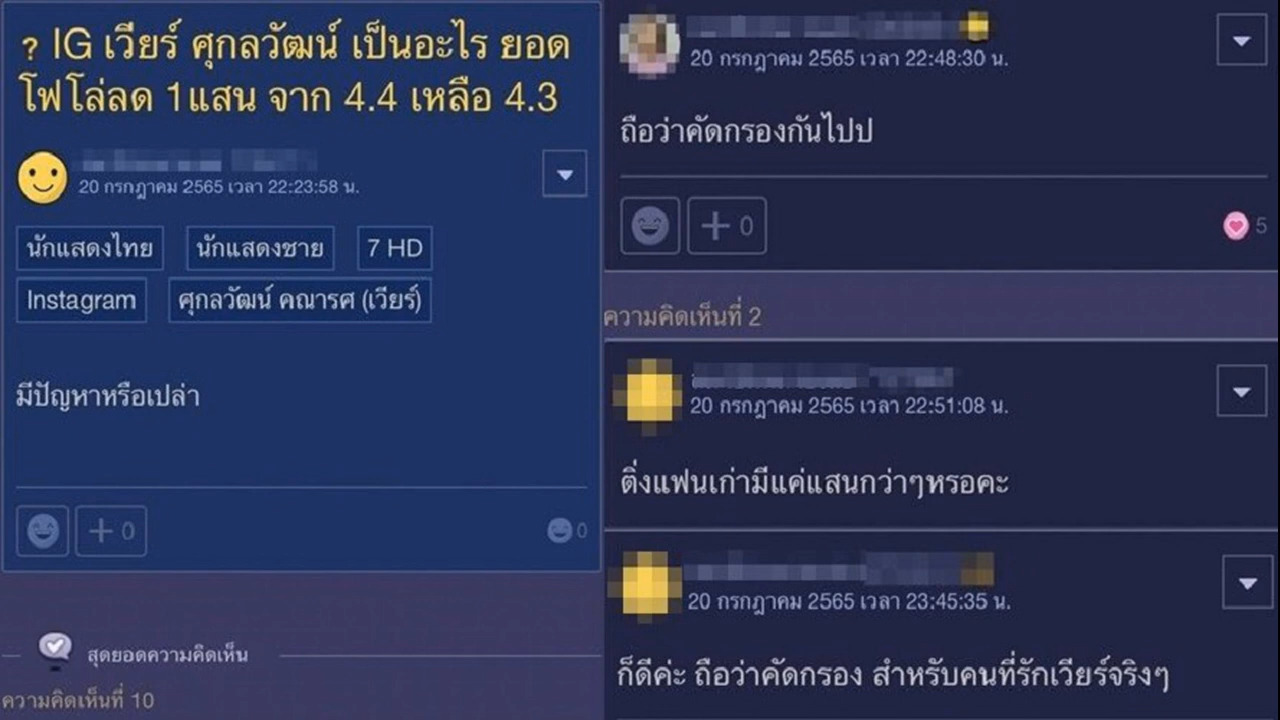 ? IG เวียร์ ศุกลวัฒน์ เป็นอะไร ยอด
โฟโล่ลด 1แสน จาก 4.4 เหลือ 4.3
20 กรกฎาคม 2565 เวลา 22:23:58 น.
นักแสดงไทย นักแสดงชาย 7 HD
Instagram ศุกลวัฒน์ คณารศ (เวียร์)
มีปัญหาหรือเปล่า
+ 0
0
สุดยอดความคิดเห็น
ความคิดเห็นที่ 10
20 กรกฎาคม 2565 เวลา 22:48:30 น.
ถือว่าคัดกรองกันไปป
+ 0
5
ความคิดเห็นที่ 2
20 กรกฎาคม 2565 เวลา 22:51:08 น.
ติ่งแฟนเก่ามีแค่แสนกว่าๆหรอคะ
20 กรกฎาคม 2565 เวลา 23:45:35 น.
ก็ดีค่ะ ถือว่าคัดกรอง สำหรับคนที่รักเวียร์จริงๆ